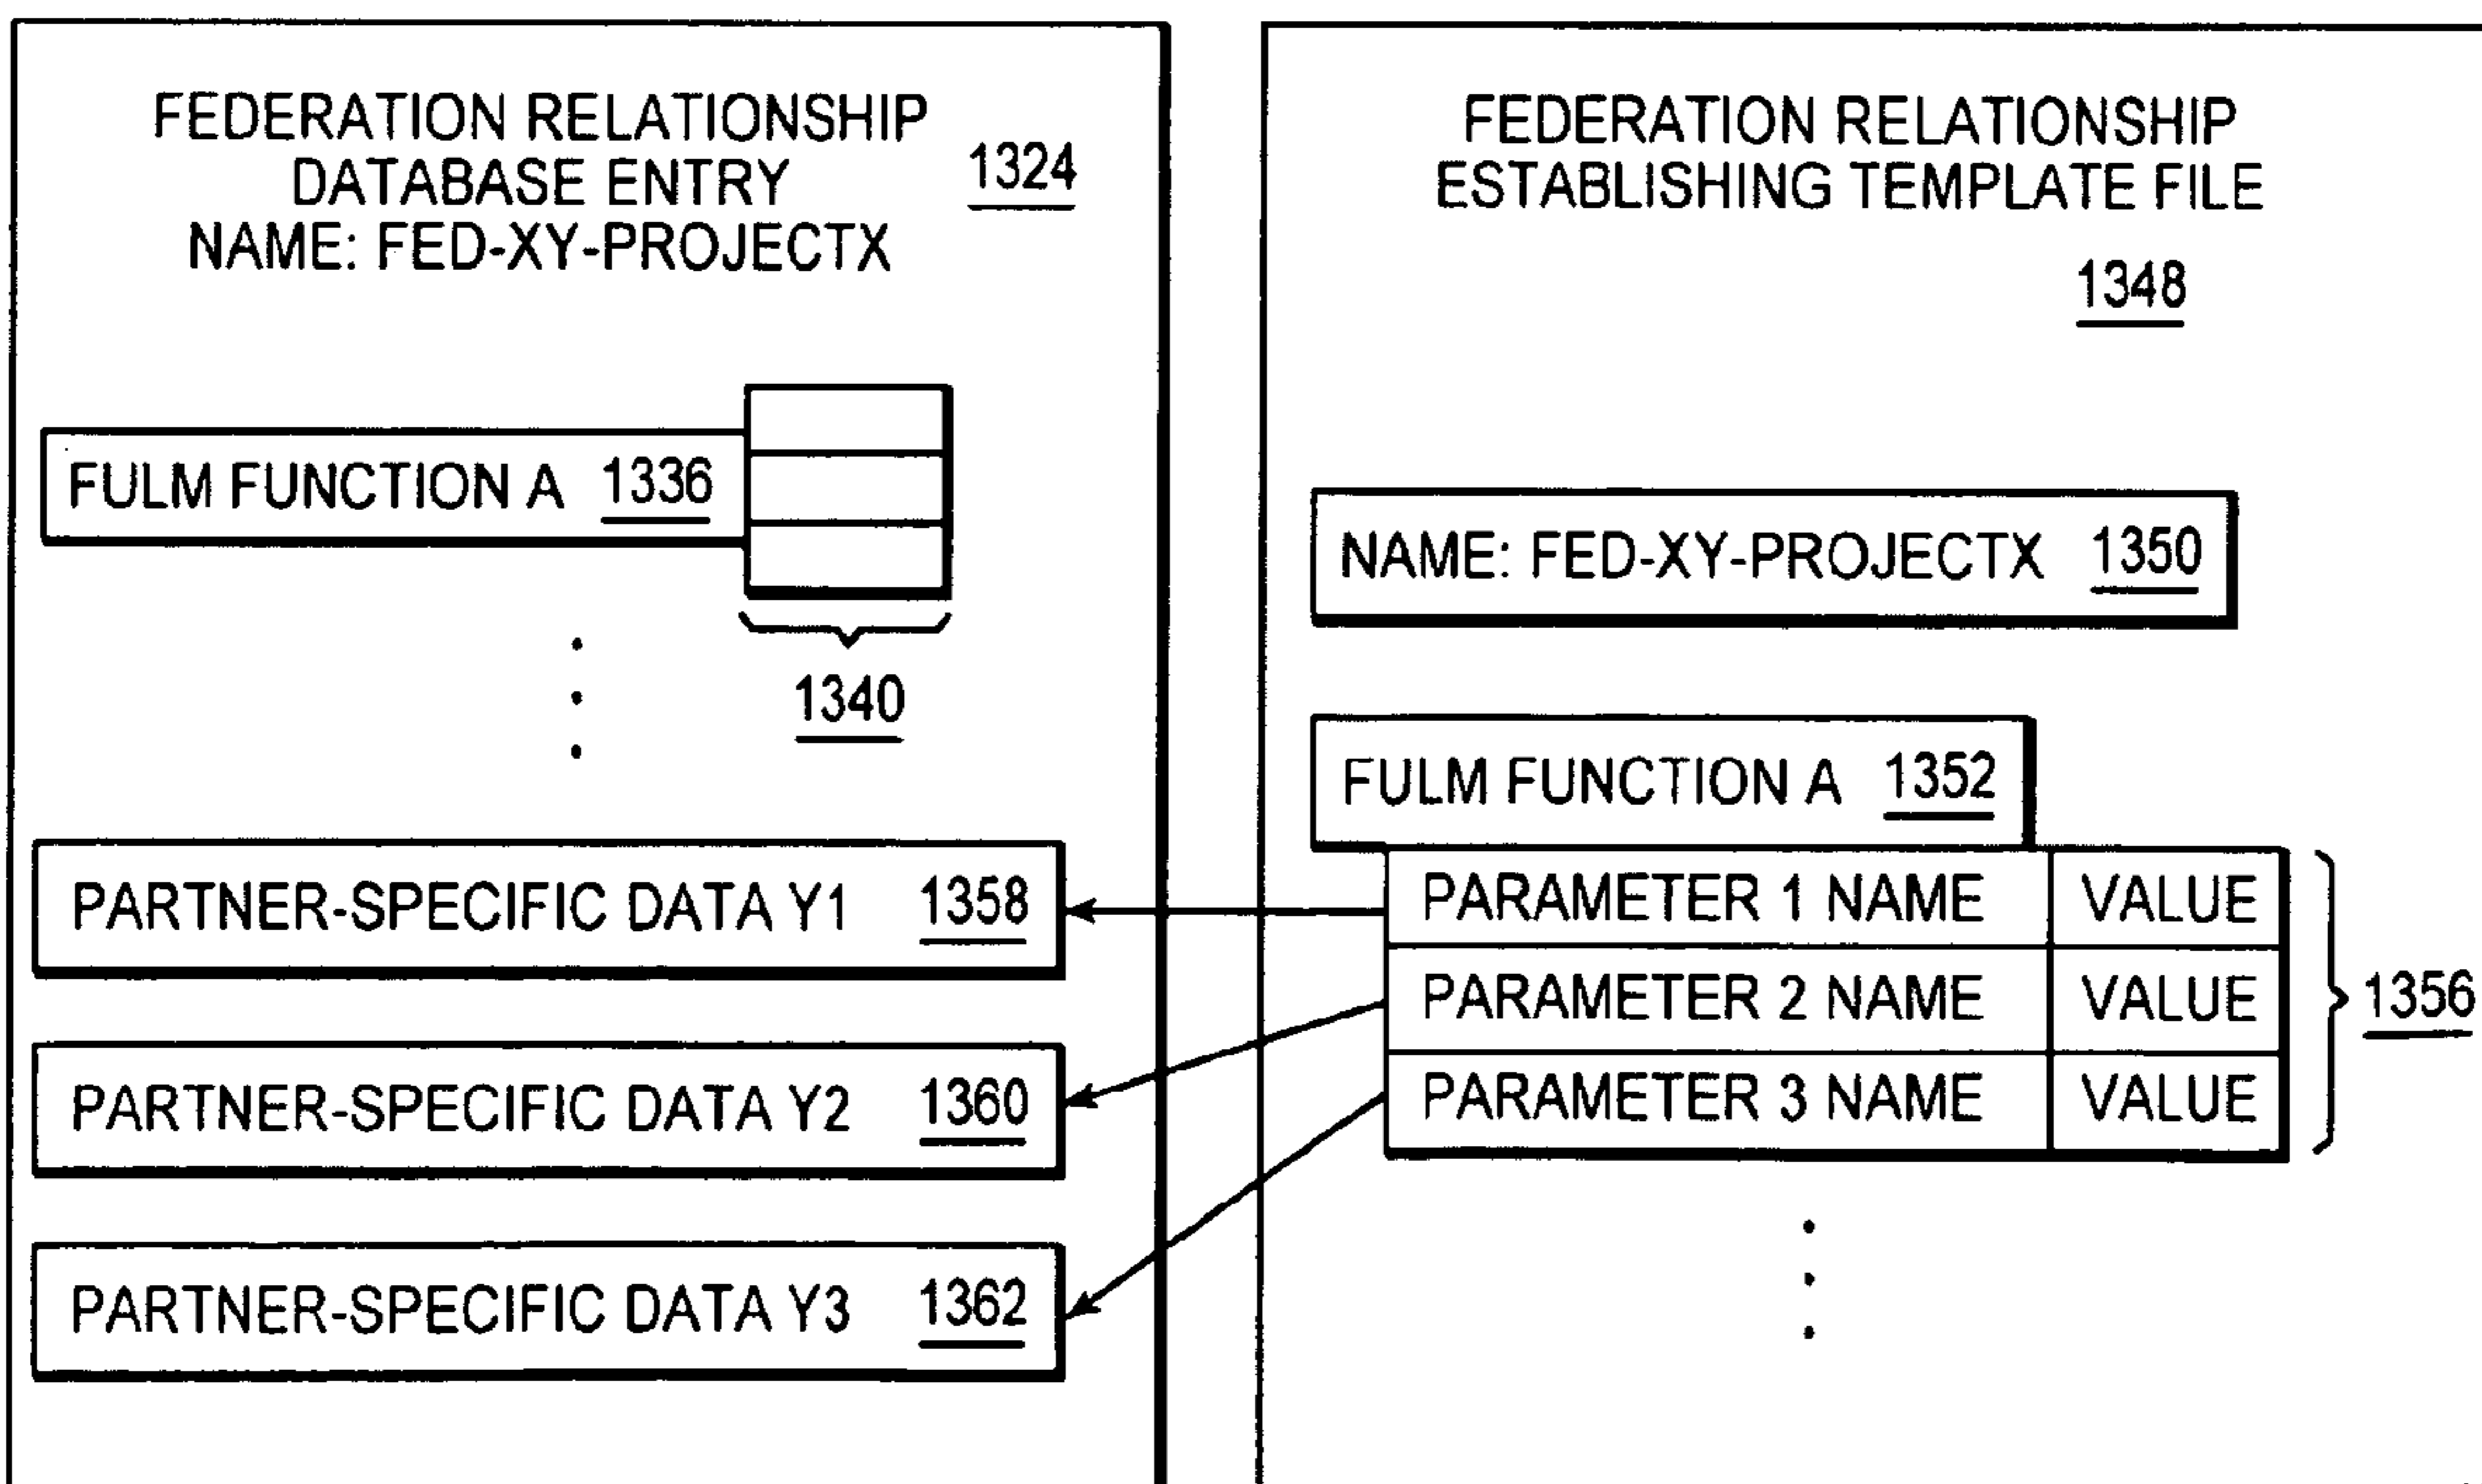 FEDERATION RELATIONSHIP
DATABASE ENTRY
NAME: FED-XY-PROJECTX
1324
FULM FUNCTION A 1336
1340
PARTNER-SPECIFIC DATA Y1 1358
PARTNER-SPECIFIC DATA Y2 1360
PARTNER-SPECIFIC DATA Y3 1362
FEDERATION RELATIONSHIP
ESTABLISHING TEMPLATE FILE
1348
NAME: FED-XY-PROJECTX 1350
FULM FUNCTION A 1352
PARAMETER 1 NAME VALUE
PARAMETER 2 NAME VALUE
PARAMETER 3 NAME VALUE
1356